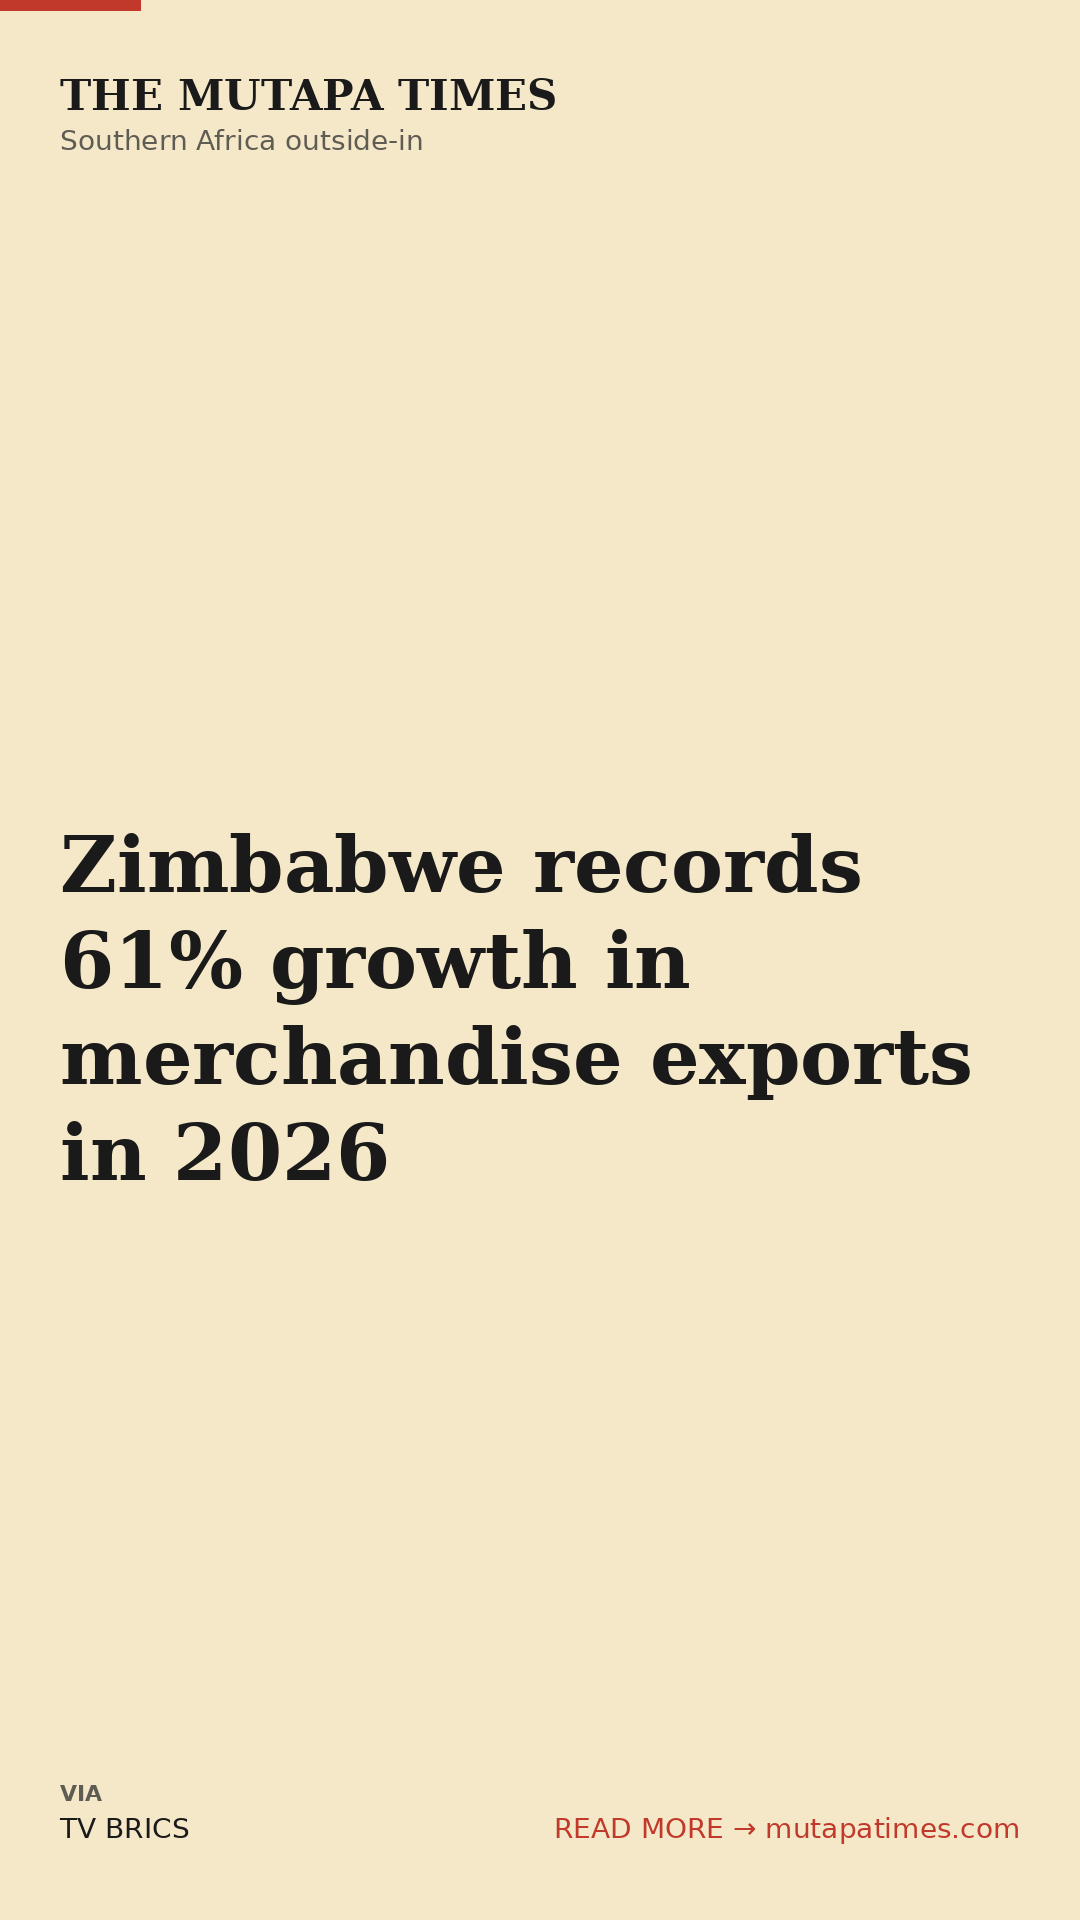 THE MUTAPA TIMES
Southern Africa outside-in
Zimbabwe records
61% growth in
merchandise exports
in 2026
VIA
TV BRICS
READ MORE → mutapatimes.com